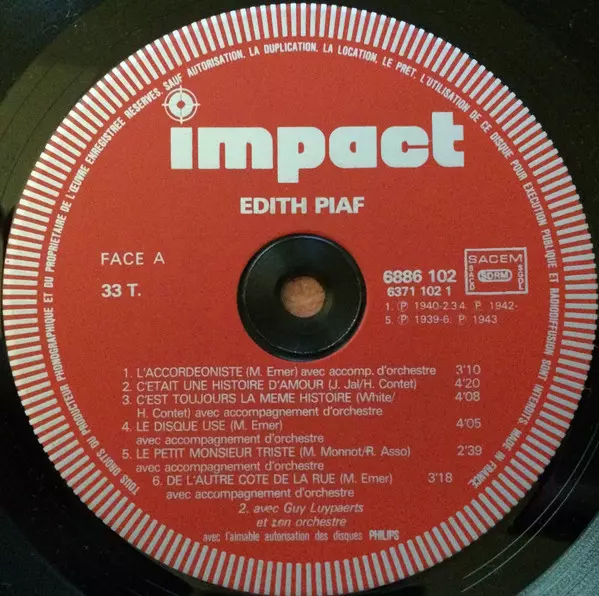 TOUS DROITS DU PRODUCTEUR PHONOGRAPHIQUE ET DU PROPRIETAIRE DE L'ŒUVRE ENREGISTREE RESERVES. SAUF AUTORISATION. LA DUPLICATION. LA LOCATION. LE PRET. L'UTILISATION DE CE DISQUE POUR EXECUTION PUBLIQUE ET RADIODIFFUSION SONT INTERDITS. MADE IN FRANCE.
impact
EDITH PIAF
FACE A
33 T.
6886 102
6371 102 1
SACEM
SACD
SDRM
SGDL
1. Ⓟ 1940-2.3.4. Ⓟ 1942-
5. Ⓟ 1939-6. Ⓟ 1943
1. L'ACCORDEONISTE (M. Emer) avec accomp. d'orchestre 3'10
2. C'ETAIT UNE HISTOIRE D'AMOUR (J. Jal/H. Contet) 4'20
3. C'EST TOUJOURS LA MEME HISTOIRE (White/ 4'08
H. Contet) avec accompagnement d'orchestre
4. LE DISQUE USE (M. Emer) 4'05
avec accompagnement d'orchestre
5. LE PETIT MONSIEUR TRISTE (M. Monnot/R. Asso) 2'39
avec accompagnement d'orchestre
6. DE L'AUTRE COTE DE LA RUE (M. Emer) 3'18
avec accompagnement d'orchestre
2. avec Guy Luypaerts
et son orchestre
avec l'aimable autorisation des disques PHILIPS